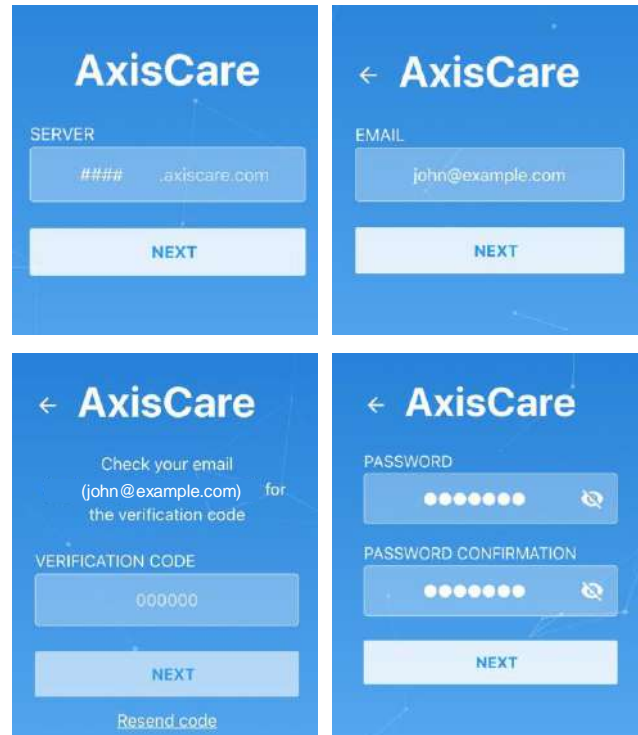 AxisCare
SERVER
#### .axiscare.com
NEXT
← AxisCare
EMAIL
john@example.com
NEXT
← AxisCare
Check your email
(john@example.com) for
the verification code
VERIFICATION CODE
000000
NEXT
Resend code
← AxisCare
PASSWORD
●●●●●●●
PASSWORD CONFIRMATION
●●●●●●●
NEXT